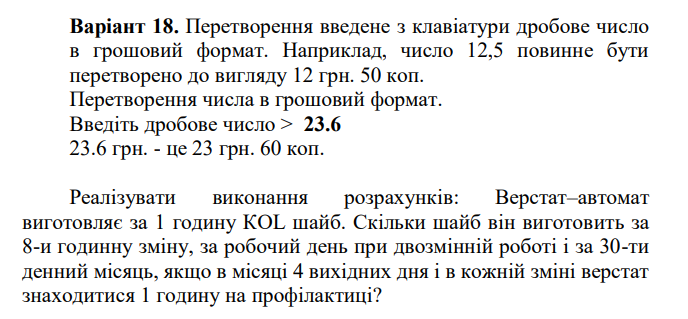 Варіант 18. Перетворення введене з клавіатури дробове число
в грошовий формат. Наприклад, число 12,5 повинне бути
перетворено до вигляду 12 грн. 50 коп.
Перетворення числа в грошовий формат.
Введіть дробове число > 23.6
23.6 грн. - це 23 грн. 60 коп.
Реалізувати виконання розрахунків: Верстат–автомат
виготовляє за 1 годину KOL шайб. Скільки шайб він виготовить за
8-и годинну зміну, за робочий день при двозмінній роботі і за 30-ти
денний місяць, якщо в місяці 4 вихідних дня і в кожній зміні верстат
знаходитися 1 годину на профілактиці?